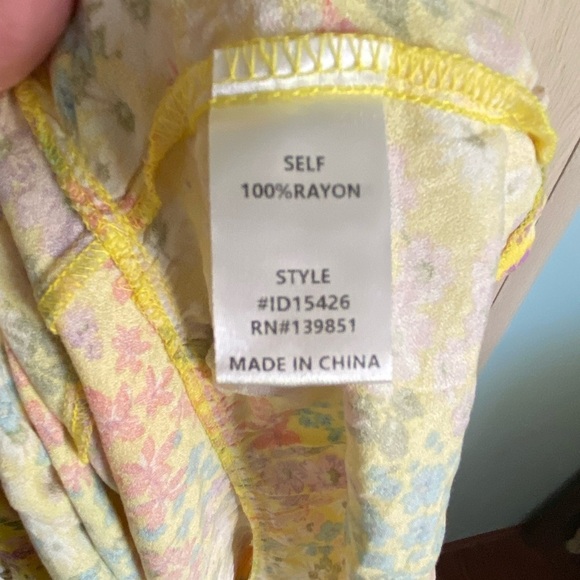 SELF
100%RAYON
STYLE
#ID15426
RN#139851
MADE IN CHINA